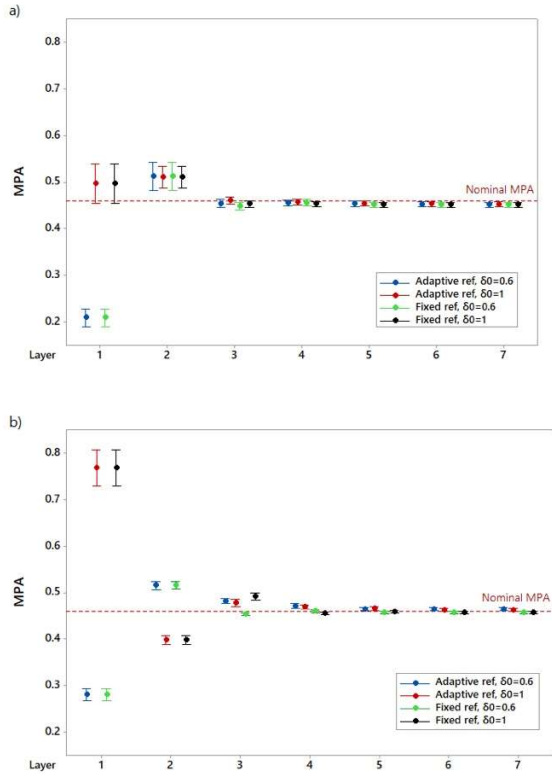 a)
0.8
0.7
0.6
MPA
0.5
Nominal MPA
0.4
0.3
Adaptive ref, δ0=0.6
Adaptive ref, δ0=1
Fixed ref, δ0=0.6
Fixed ref, δ0=1
0.2
Layer 1 2 3 4 5 6 7
b)
0.8
0.7
0.6
MPA
0.5
Nominal MPA
0.4
0.3
Adaptive ref, δ0=0.6
Adaptive ref, δ0=1
Fixed ref, δ0=0.6
Fixed ref, δ0=1
0.2
Layer 1 2 3 4 5 6 7